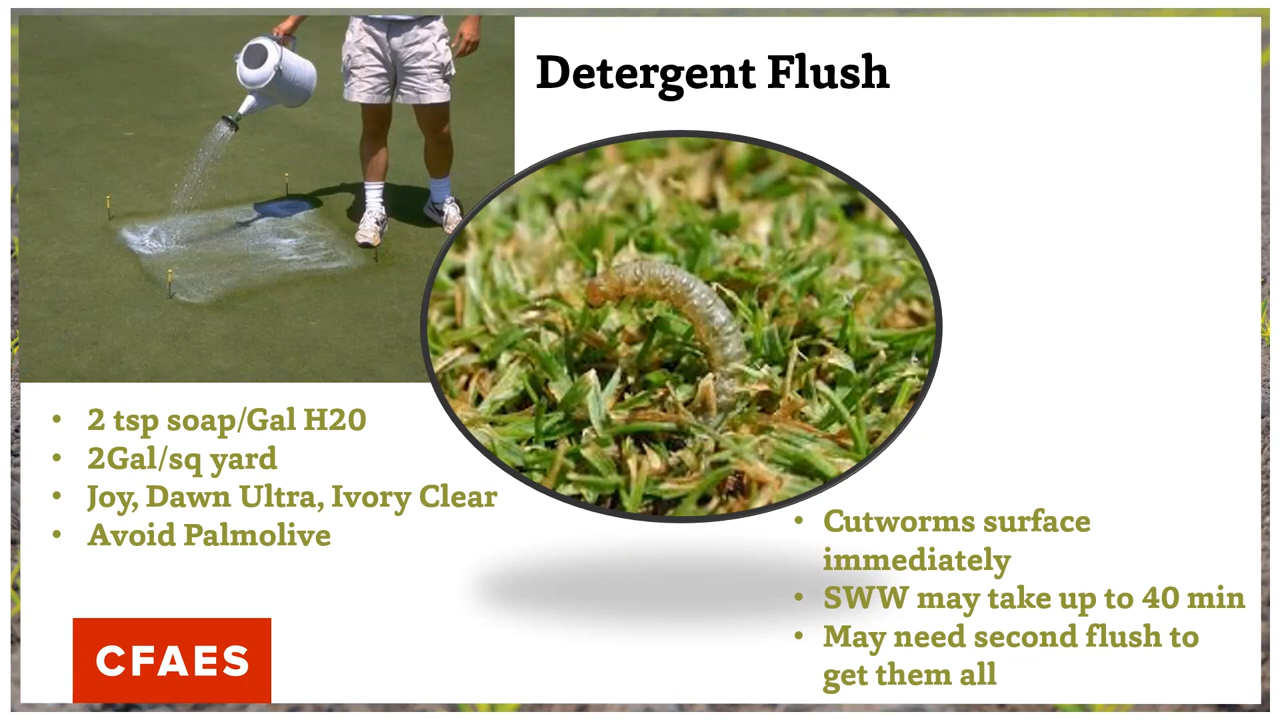 Detergent Flush
• 2 tsp soap/Gal H20
• 2Gal/sq yard
• Joy, Dawn Ultra, Ivory Clear
• Avoid Palmolive
• Cutworms surface
immediately
• SWW may take up to 40 min
• May need second flush to
get them all
CFAES